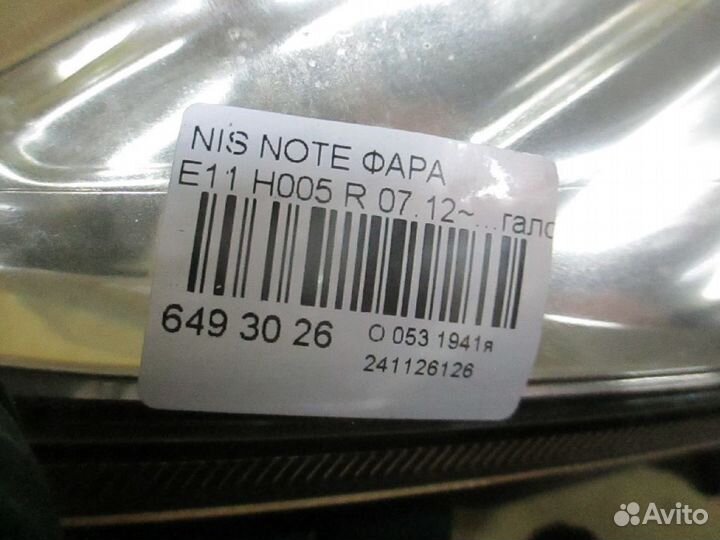 NIS NOTE ФАРА
E11 H005 R 07.12~...гало
649 30 26
О 053 1941я
241126126
Avito